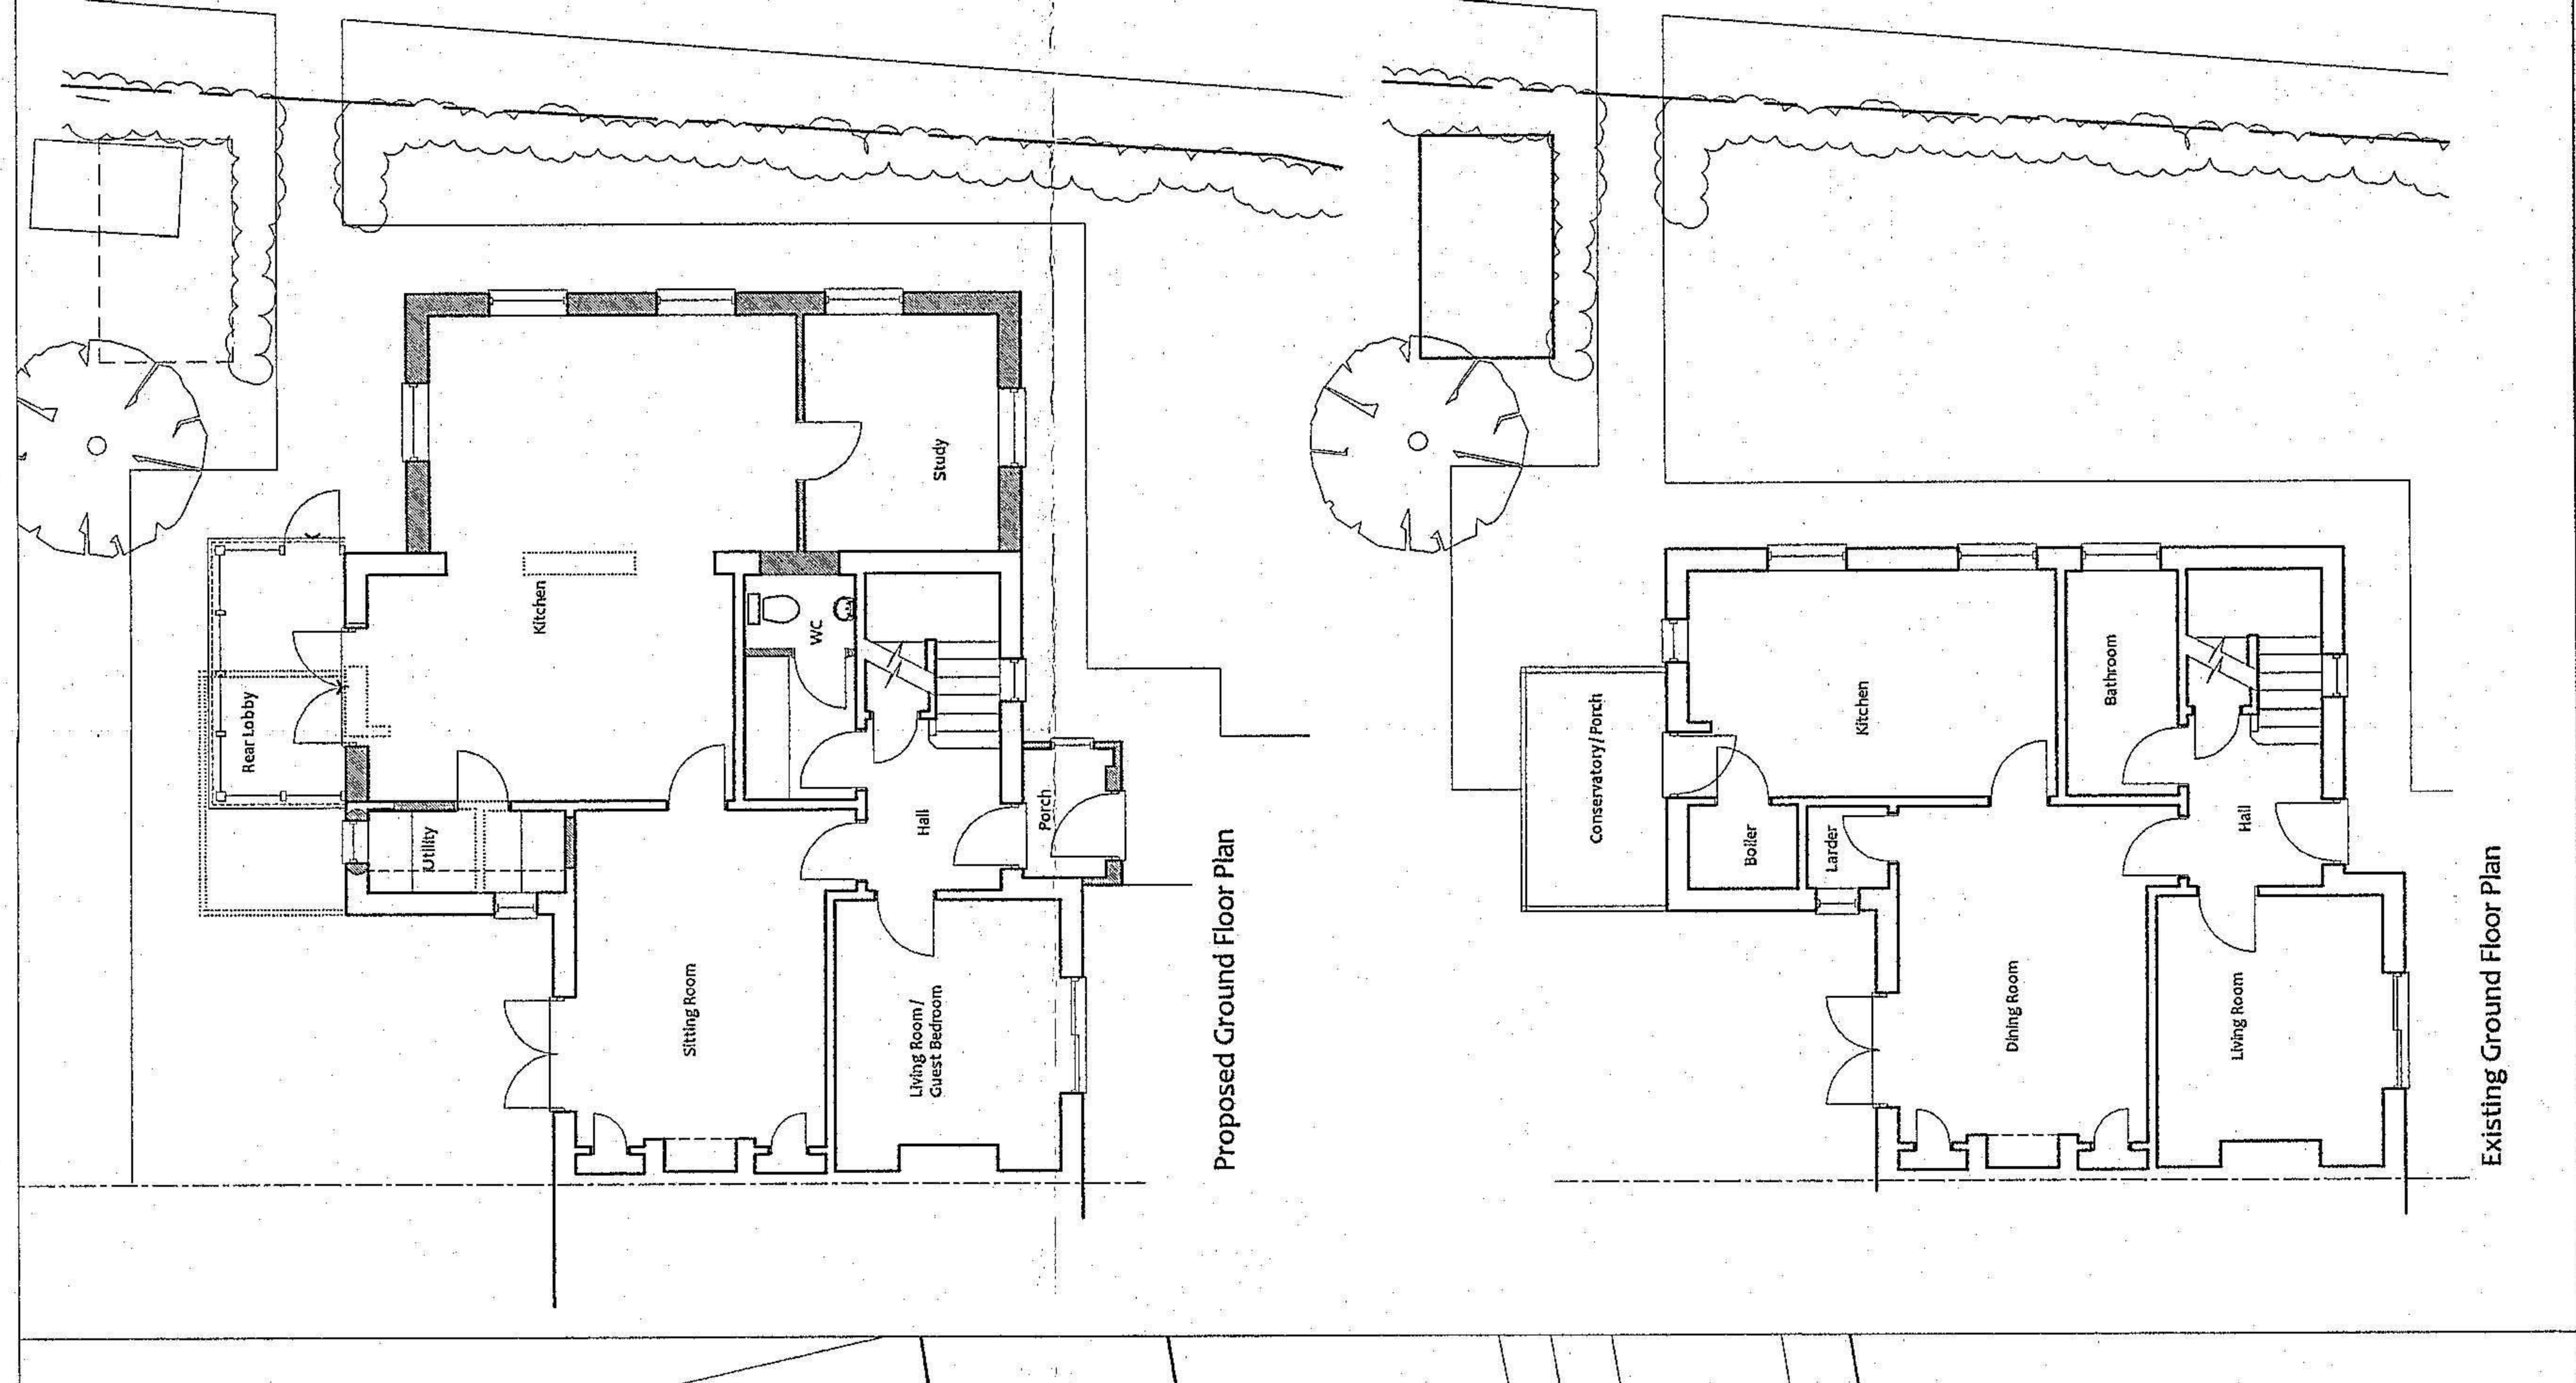 Rear Lobby
Utility
Kitchen
Study
WC
Hall
Porch
Sitting Room
Living Room /
Guest Bedroom
Proposed Ground Floor Plan
Conservatory / Porch
Boiler
Larder
Kitchen
Bathroom
Hall
Dining Room
Living Room
Existing Ground Floor Plan